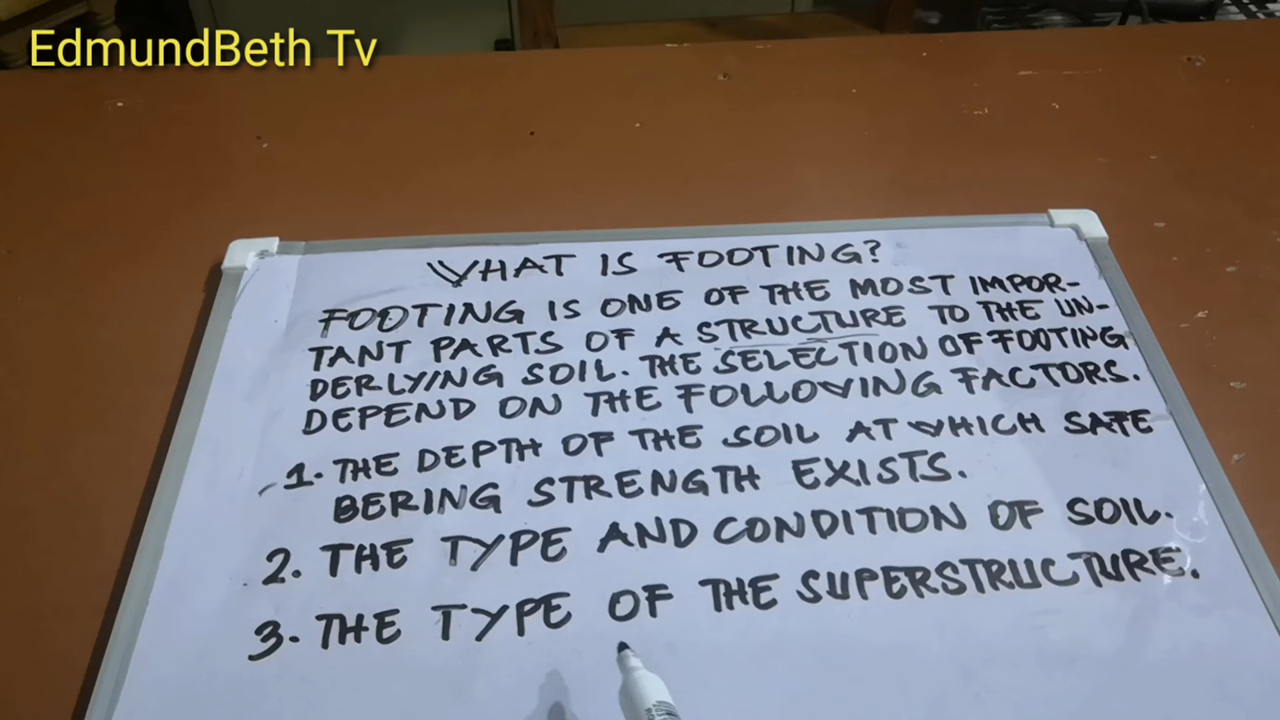 EdmundBeth Tv
WHAT IS FOOTING?
FOOTING IS ONE OF THE MOST IMPOR-
TANT PARTS OF A STRUCTURE TO THE UN-
DERLYING SOIL. THE SELECTION OF FOOTING
DEPEND ON THE FOLLOVING FACTORS.
1. THE DEPTH OF THE SOIL AT WHICH SAFE
BERING STRENGTH EXISTS.
2. THE TYPE AND CONDITION OF SOIL.
3. THE TYPE OF THE SUPERSTRUCTURE.